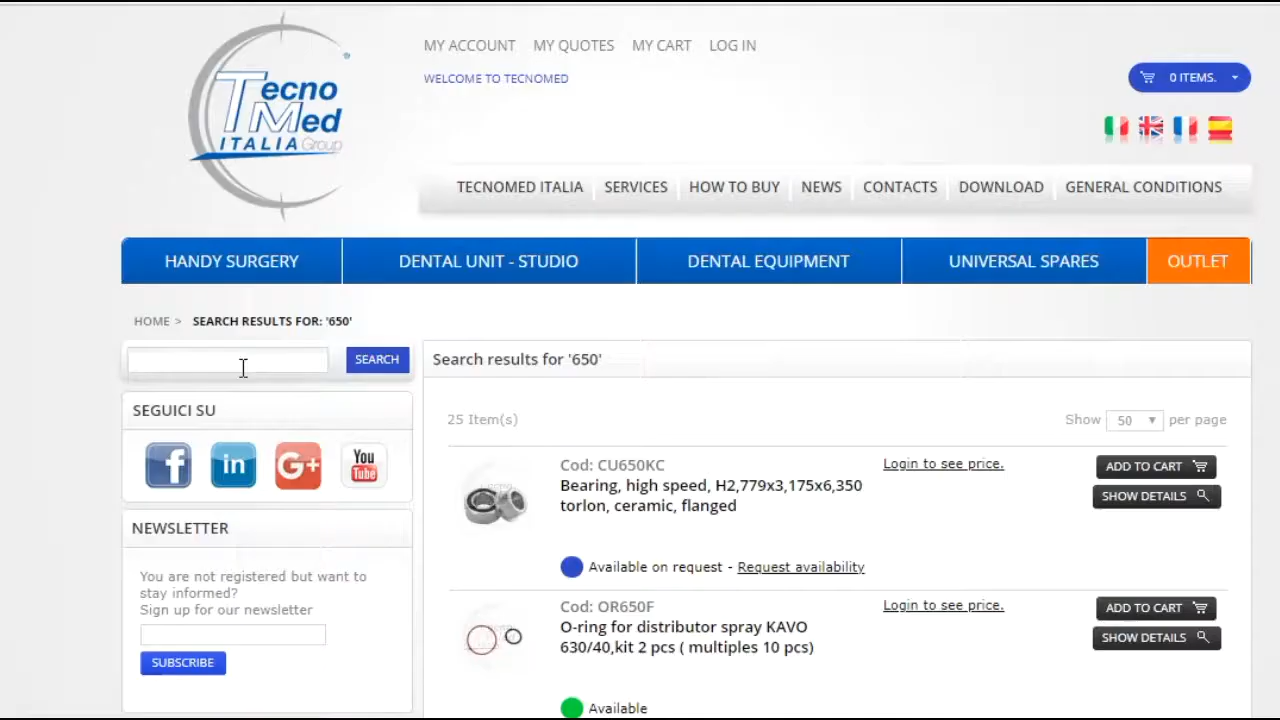 Tecno
Med
ITALIA Group
MY ACCOUNT MY QUOTES MY CART LOG IN
WELCOME TO TECNOMED
0 ITEMS.
TECNOMED ITALIA SERVICES HOW TO BUY NEWS CONTACTS DOWNLOAD GENERAL CONDITIONS
HANDY SURGERY DENTAL UNIT - STUDIO DENTAL EQUIPMENT UNIVERSAL SPARES OUTLET
HOME > SEARCH RESULTS FOR: '650'
SEARCH
Search results for '650'
SEGUICI SU
f in G+ You Tube
NEWSLETTER
You are not registered but want to
stay informed?
Sign up for our newsletter
SUBSCRIBE
25 Item(s)
Show 50 per page
Cod: CU650KC
Bearing, high speed, H2,779x3,175x6,350
torlon, ceramic, flanged
Login to see price.
ADD TO CART
SHOW DETAILS
Available on request - Request availability
Cod: OR650F
O-ring for distributor spray KAVO
630/40,kit 2 pcs ( multiples 10 pcs)
Login to see price.
ADD TO CART
SHOW DETAILS
Available